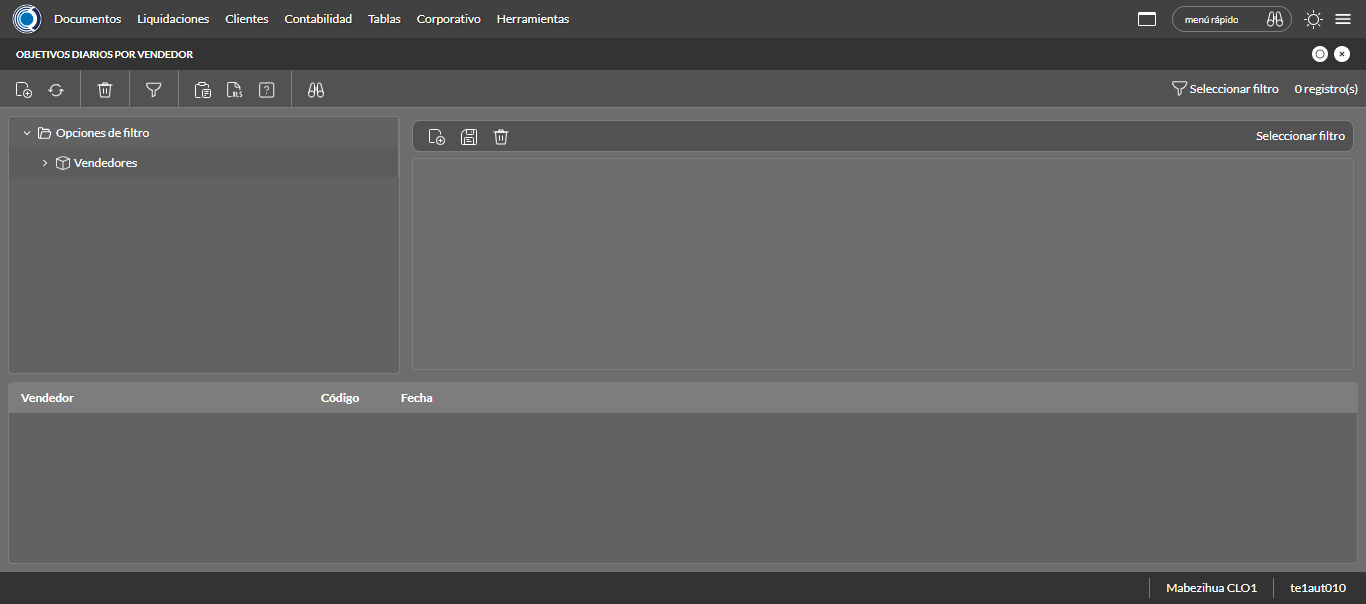 Documentos Liquidaciones Clientes Contabilidad Tablas Corporativo Herramientas menú rápido
OBJETIVOS DIARIOS POR VENDEDOR
XLS ? Seleccionar filtro 0 registro(s)
Opciones de filtro
Vendedores
Seleccionar filtro
Vendedor Código Fecha
Mabezihua CLO1 te1aut010